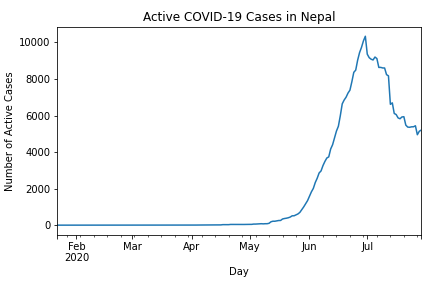 Active COVID-19 Cases in Nepal
10000
8000
6000
4000
2000
0
Number of Active Cases
Feb Mar Apr May Jun Jul
2020
Day